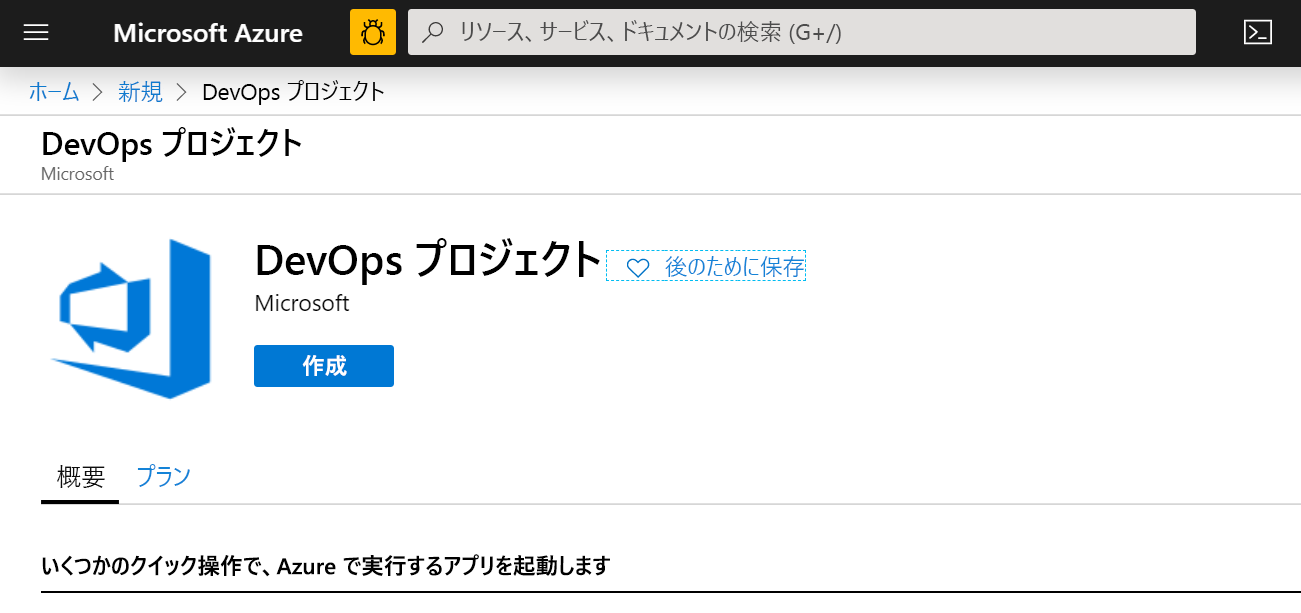 Microsoft Azure リソース、サービス、ドキュメントの検索 (G+/)
ホーム > 新規 > DevOps プロジェクト
DevOps プロジェクト
Microsoft
DevOps プロジェクト 後のために保存
Microsoft
作成
概要 プラン
いくつかのクイック操作で、Azure で実行するアプリを起動します